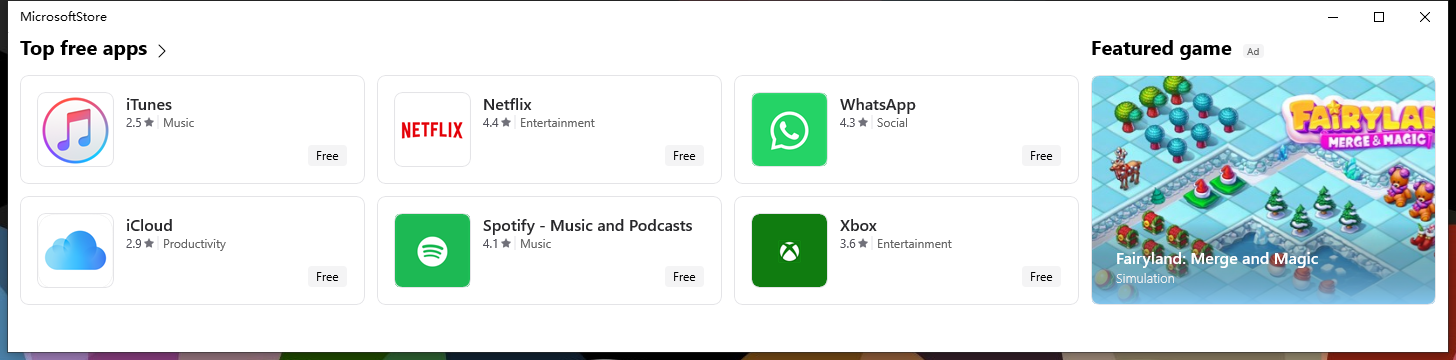 MicrosoftStore
Top free apps
iTunes
2.5 ★ Music
Free
NETFLIX
Netflix
4.4 ★ Entertainment
Free
WhatsApp
4.3 ★ Social
Free
iCloud
2.9 ★ Productivity
Free
Spotify - Music and Podcasts
4.1 ★ Music
Free
Xbox
3.6 ★ Entertainment
Free
Featured game Ad
FAIRYLAN
MERGE & MAGIC
Fairyland: Merge and Magic
Simulation